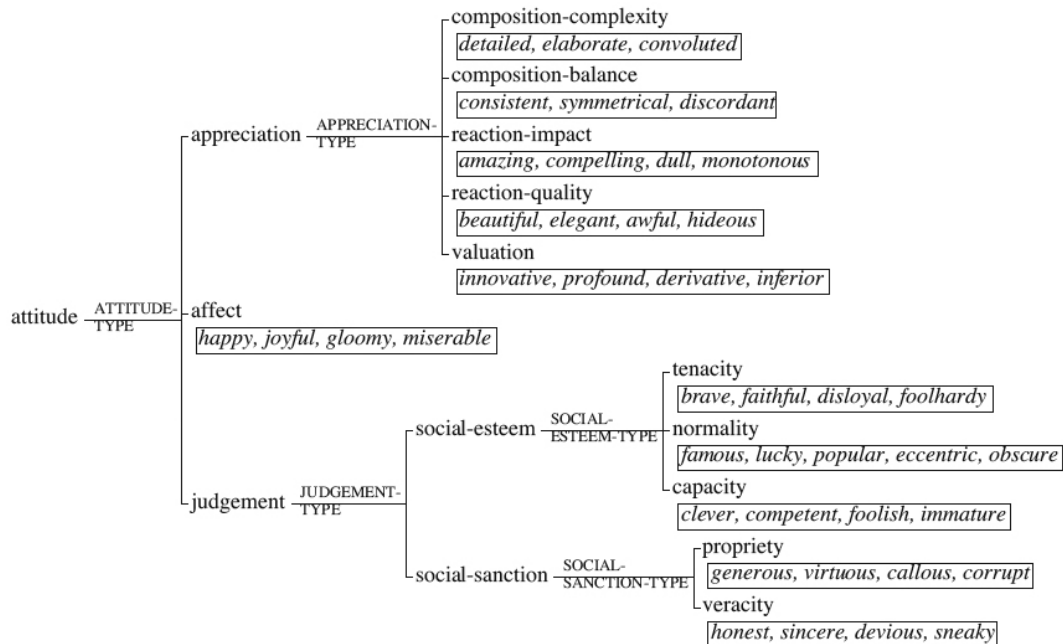 composition-complexity
detailed, elaborate, convoluted
composition-balance
consistent, symmetrical, discordant
appreciation APPRECIATION-
TYPE
reaction-impact
amazing, compelling, dull, monotonous
reaction-quality
beautiful, elegant, awful, hideous
valuation
innovative, profound, derivative, inferior
attitude ATTITUDE-
TYPE
affect
happy, joyful, gloomy, miserable
tenacity
brave, faithful, disloyal, foolhardy
social-esteem SOCIAL-
ESTEEM-TYPE
normality
famous, lucky, popular, eccentric, obscure
judgement JUDGEMENT-
TYPE
capacity
clever, competent, foolish, immature
propriety
generous, virtuous, callous, corrupt
social-sanction SOCIAL-
SANCTION-TYPE
veracity
honest, sincere, devious, sneaky